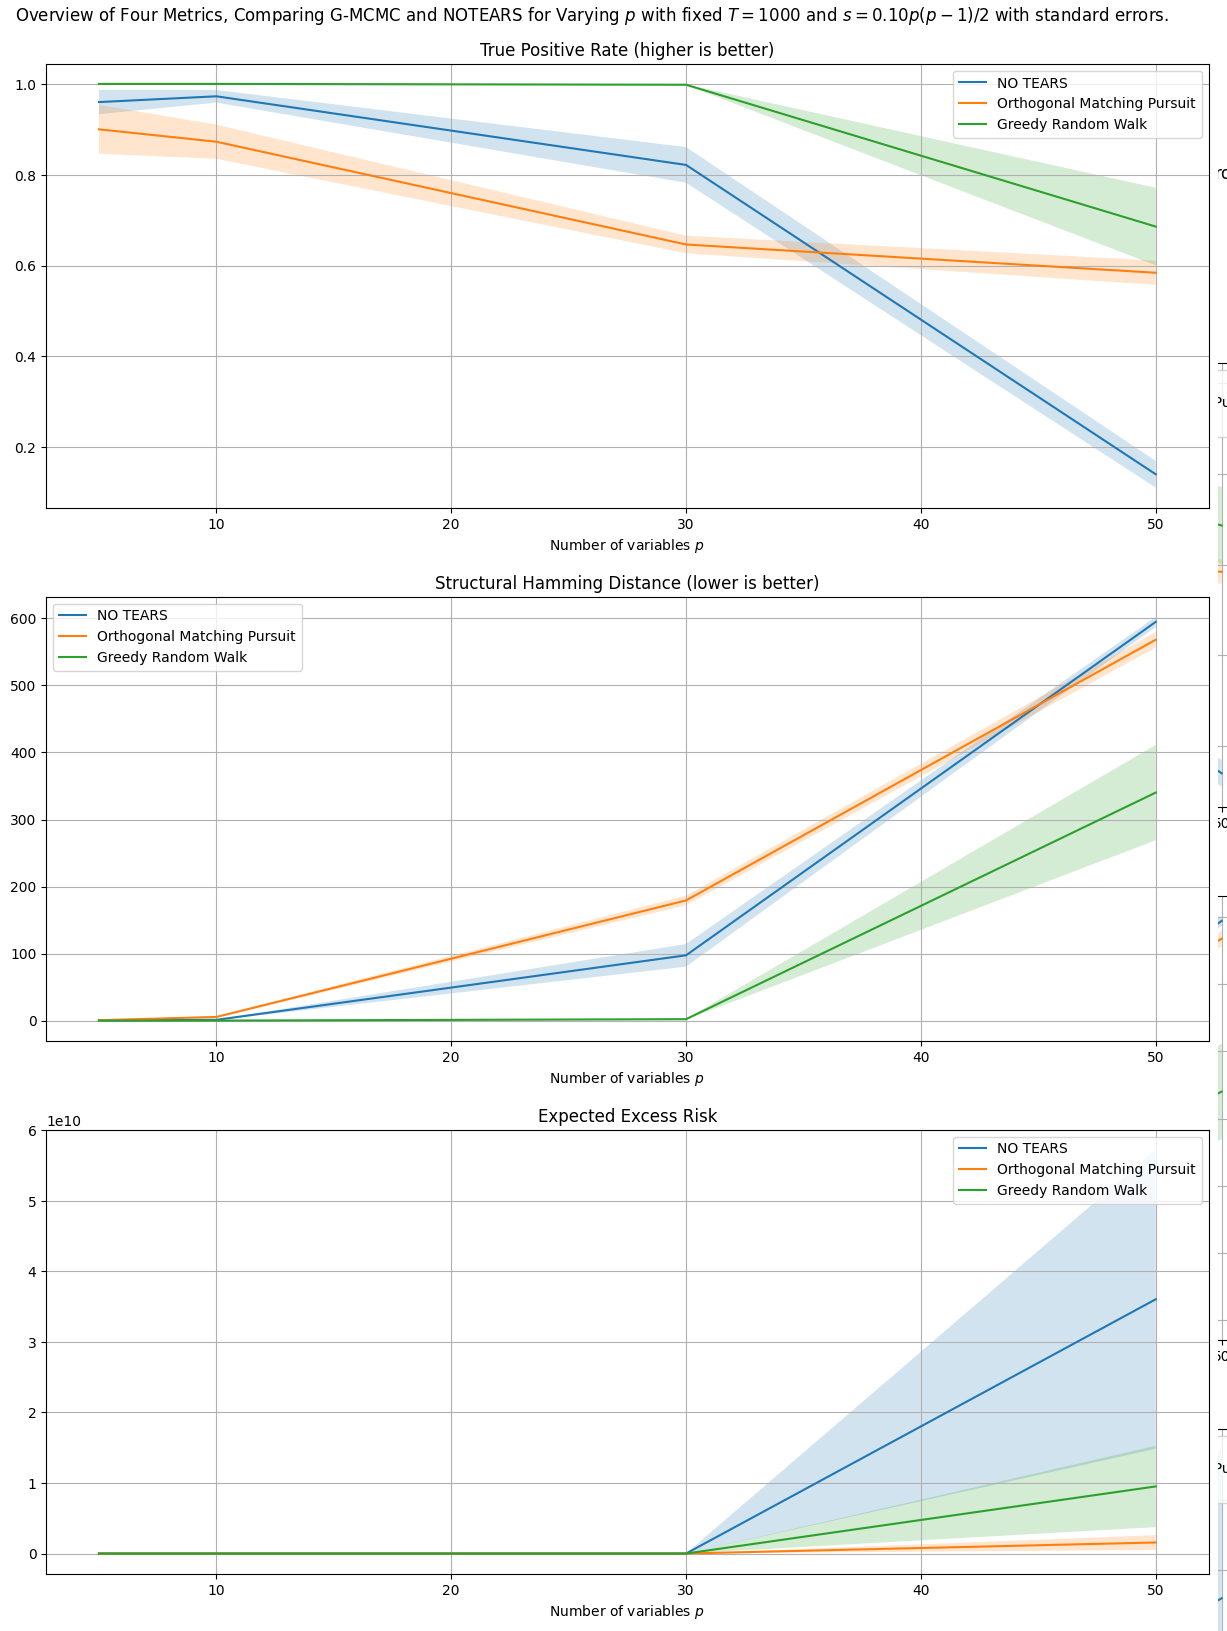 Overview of Four Metrics, Comparing G-MCMC and NOTEARS for Varying p with fixed T = 1000 and s = 0.10p(p − 1)/2 with standard errors.
True Positive Rate (higher is better)
NO TEARS
Orthogonal Matching Pursuit
Greedy Random Walk
1.0
0.8
0.6
0.4
0.2
10 20 30 40 50
Number of variables p
Structural Hamming Distance (lower is better)
NO TEARS
Orthogonal Matching Pursuit
Greedy Random Walk
600
500
400
300
200
100
0
10 20 30 40 50
Number of variables p
Expected Excess Risk
1e10
NO TEARS
Orthogonal Matching Pursuit
Greedy Random Walk
6
5
4
3
2
1
0
10 20 30 40 50
Number of variables p